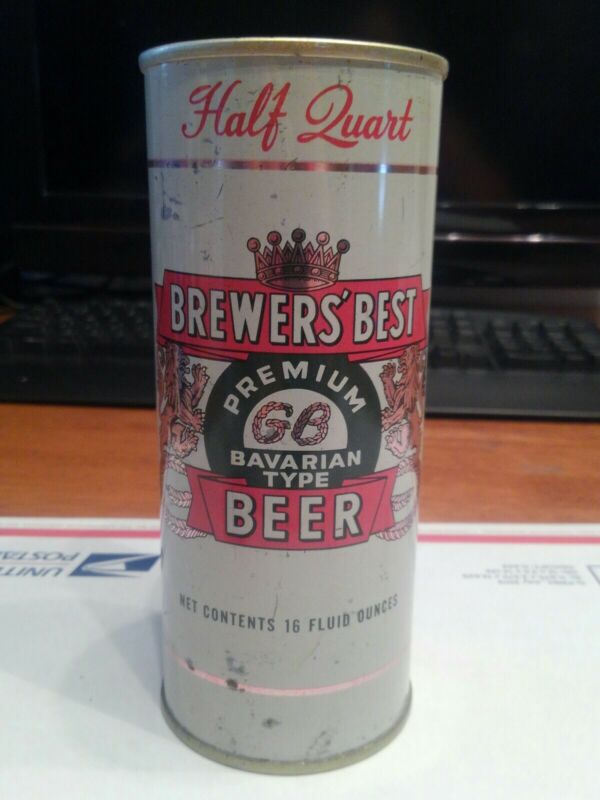 Half Quart
BREWERS' BEST
PREMIUM
GB
BAVARIAN
TYPE
BEER
NET CONTENTS 16 FLUID OUNCES